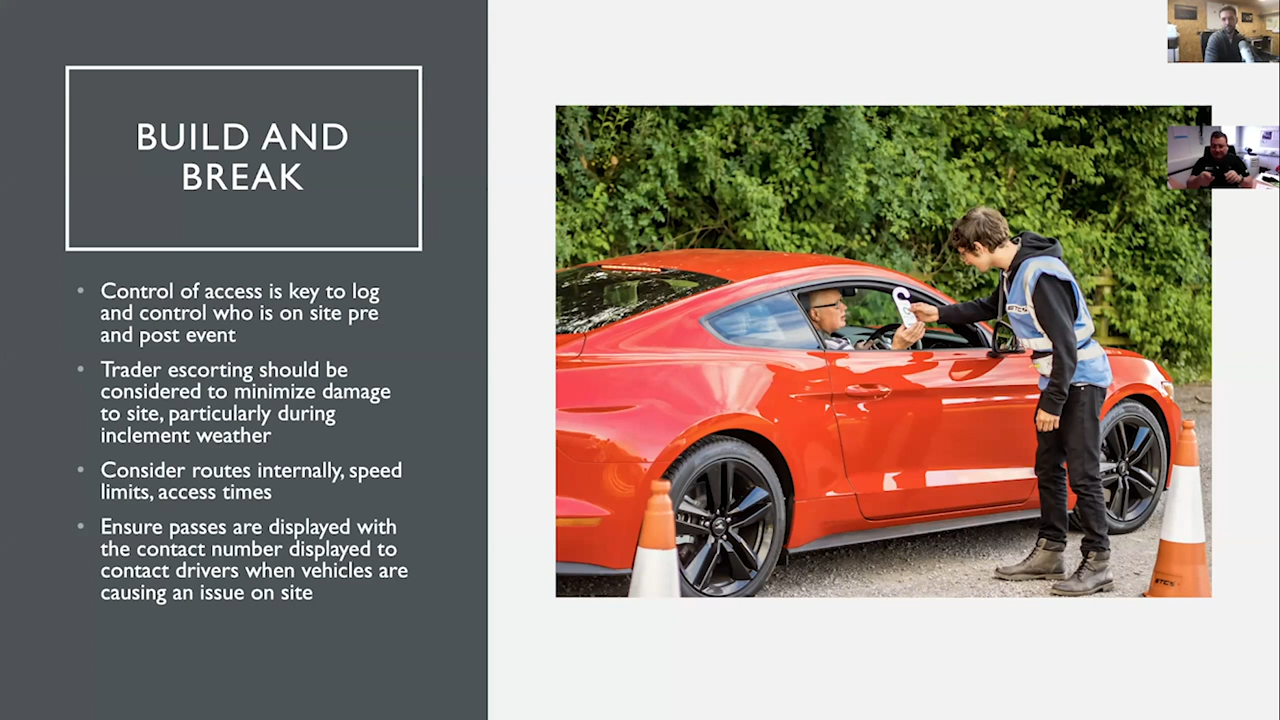 BUILD AND
BREAK
Control of access is key to log
and control who is on site pre
and post event
Trader escorting should be
considered to minimize damage
to site, particularly during
inclement weather
Consider routes internally, speed
limits, access times
Ensure passes are displayed with
the contact number displayed to
contact drivers when vehicles are
causing an issue on site